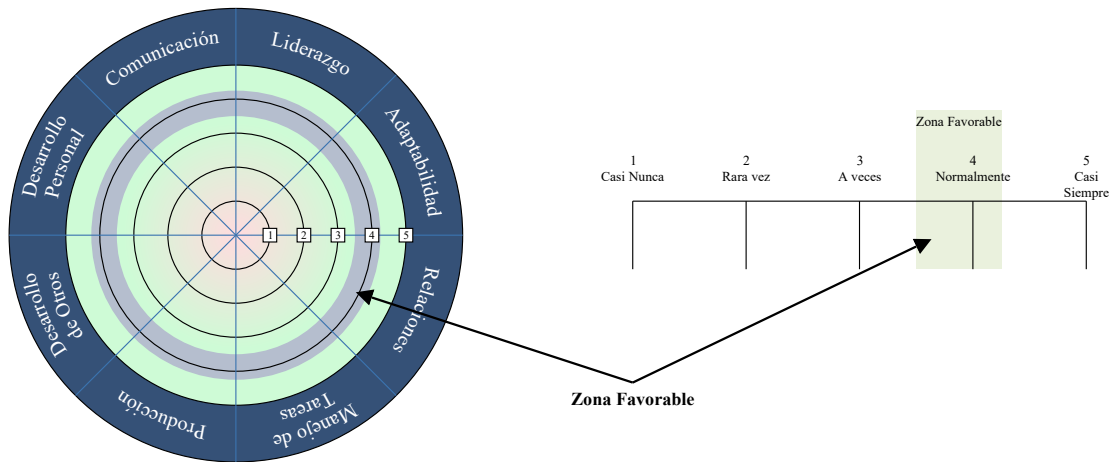 Comunicación
Liderazgo
Adaptabilidad
Relaciones
Manejo de
Tareas
Producción
Desarrollo
de Otros
Desarrollo
Personal
1
2
3
4
5
Zona Favorable
1
Casi Nunca
2
Rara vez
3
A veces
4
Normalmente
5
Casi
Siempre
Zona Favorable